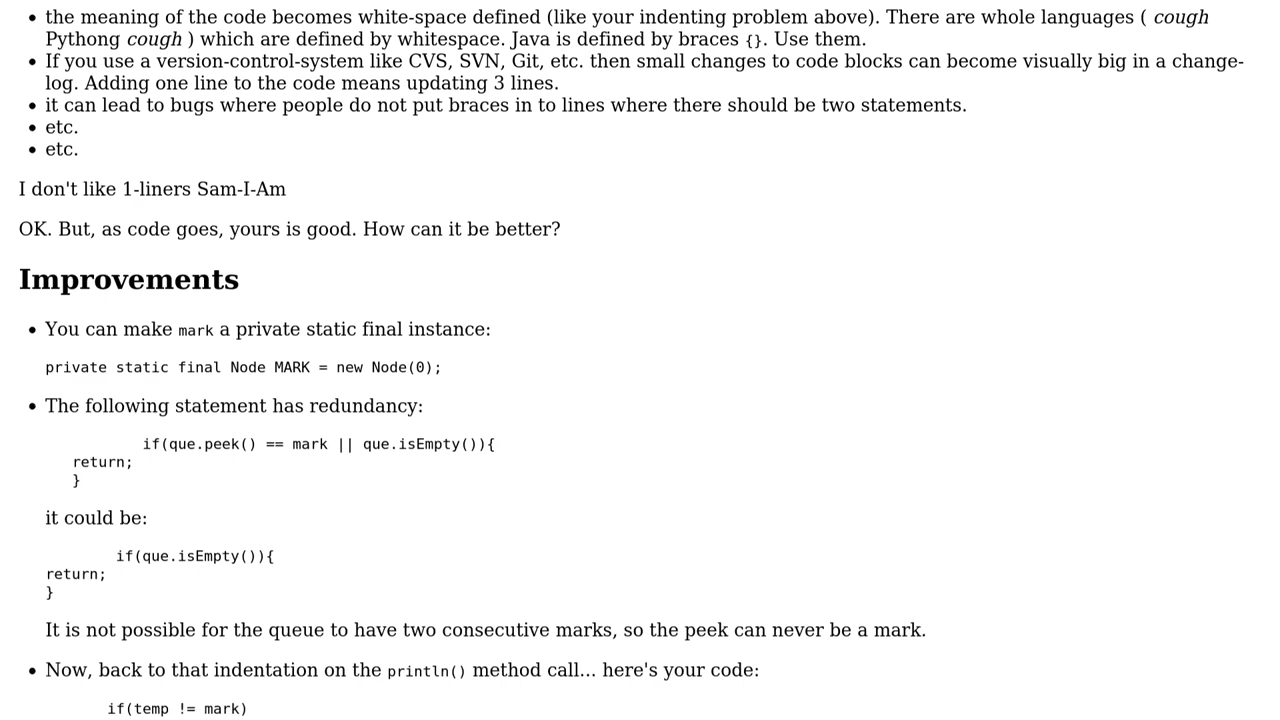 • the meaning of the code becomes white-space defined (like your indenting problem above). There are whole languages ( cough
Pythong cough ) which are defined by whitespace. Java is defined by braces {}. Use them.
• If you use a version-control-system like CVS, SVN, Git, etc. then small changes to code blocks can become visually big in a change-
log. Adding one line to the code means updating 3 lines.
• it can lead to bugs where people do not put braces in to lines where there should be two statements.
• etc.
• etc.
I don't like 1-liners Sam-I-Am
OK. But, as code goes, yours is good. How can it be better?
Improvements
• You can make mark a private static final instance:
private static final Node MARK = new Node(0);
• The following statement has redundancy:
if(que.peek() == mark || que.isEmpty()){
return;
}
it could be:
if(que.isEmpty()){
return;
}
It is not possible for the queue to have two consecutive marks, so the peek can never be a mark.
• Now, back to that indentation on the println() method call... here's your code:
if(temp != mark)